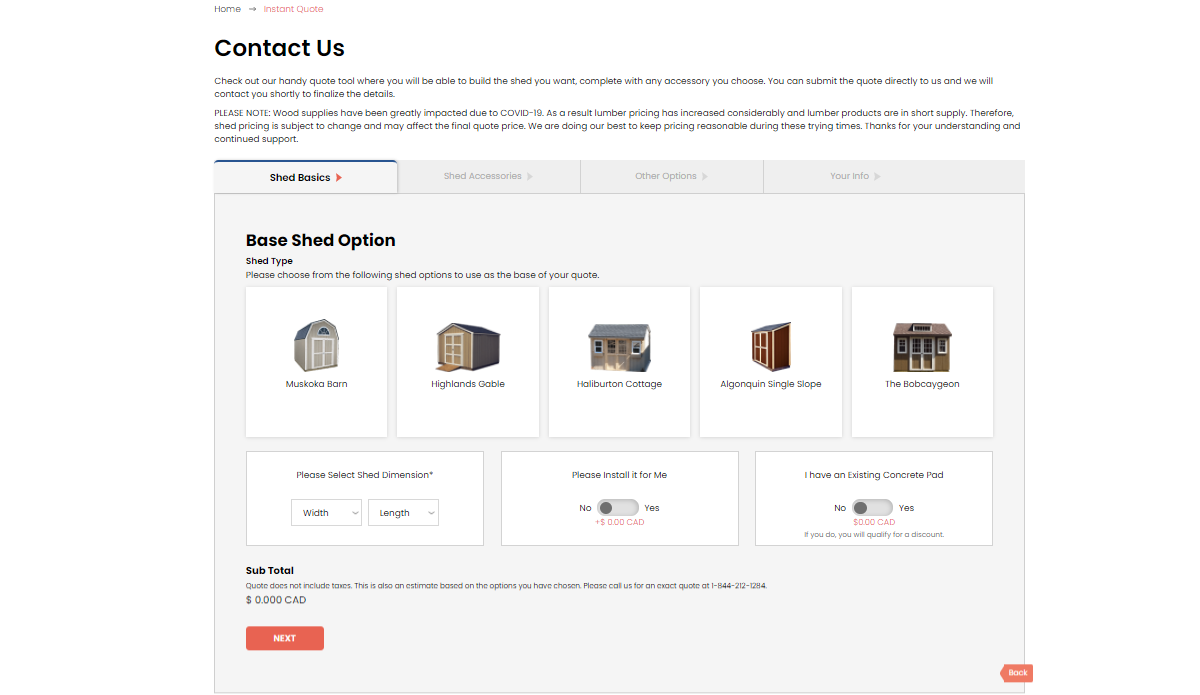 Home → Instant Quote
Contact Us
Check out our handy quote tool where you will be able to build the shed you want, complete with any accessory you choose. You can submit the quote directly to us and we will
contact you shortly to finalize the details.
PLEASE NOTE: Wood supplies have been greatly impacted due to COVID-19. As a result lumber pricing has increased considerably and lumber products are in short supply. Therefore,
shed pricing is subject to change and may affect the final quote price. We are doing our best to keep pricing reasonable during these trying times. Thanks for your understanding and
continued support.
Shed Basics
Shed Accessories
Other Options
Your Info
Base Shed Option
Shed Type
Please choose from the following shed options to use as the base of your quote.
Muskoka Barn
Highlands Gable
Haliburton Cottage
Algonquin Single Slope
The Bobcaygeon
Please Select Shed Dimension*
Width
Length
Please Install it for Me
No Yes
+$ 0.00 CAD
I have an Existing Concrete Pad
No Yes
$0.00 CAD
If you do, you will qualify for a discount.
Sub Total
Quote does not include taxes. This is also an estimate based on the options you have chosen. Please call us for an exact quote at 1-844-212-1284.
$ 0.000 CAD
NEXT
Back